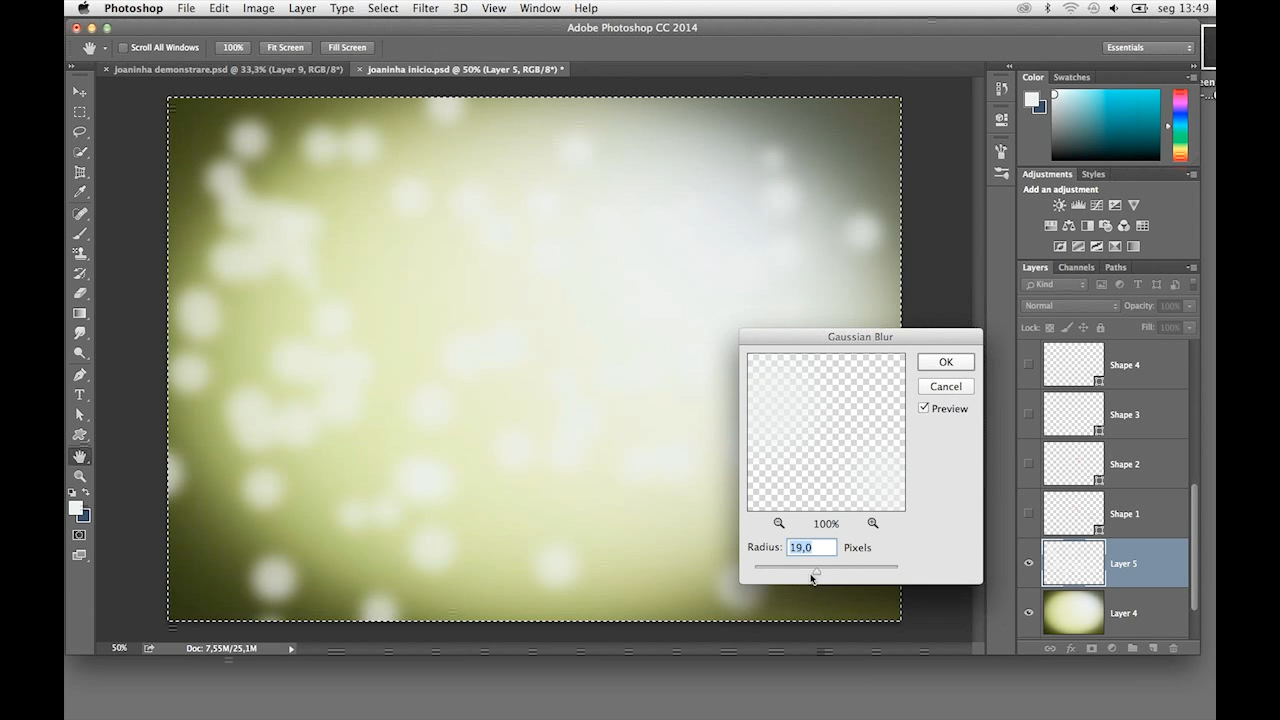 Photoshop File Edit Image Layer Type Select Filter 3D View Window Help seg 13:49
Adobe Photoshop CC 2014
Scroll All Windows 100% Fit Screen Fill Screen Essentials
× joaninha demonstrare.psd @ 33,3% (Layer 9, RGB/8*) × joaninha inicio.psd @ 50% (Layer 5, RGB/8*) *
Color Swatches
Adjustments Styles
Add an adjustment
Layers Channels Paths
Kind
Normal Opacity: 100%
Lock: Fill: 100%
Gaussian Blur
OK
Cancel
Preview
100%
Radius: 19,0 Pixels
Shape 4
Shape 3
Shape 2
Shape 1
Layer 5
Layer 4
50% Doc: 7,55M/25,1M